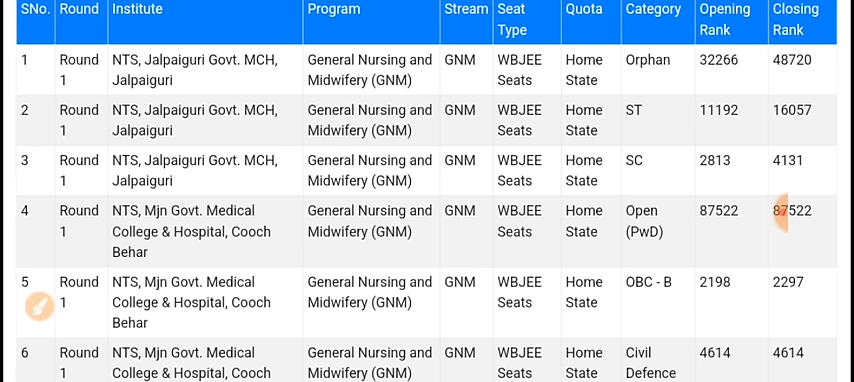 SNo. Round Institute Program Stream Seat Type Quota Category Opening Rank Closing Rank
1 Round 1 NTS, Jalpaiguri Govt. MCH, Jalpaiguri General Nursing and Midwifery (GNM) GNM WBJEE Seats Home State Orphan 32266 48720
2 Round 1 NTS, Jalpaiguri Govt. MCH, Jalpaiguri General Nursing and Midwifery (GNM) GNM WBJEE Seats Home State ST 11192 16057
3 Round 1 NTS, Jalpaiguri Govt. MCH, Jalpaiguri General Nursing and Midwifery (GNM) GNM WBJEE Seats Home State SC 2813 4131
4 Round 1 NTS, Mjn Govt. Medical College & Hospital, Cooch Behar General Nursing and Midwifery (GNM) GNM WBJEE Seats Home State Open (PwD) 87522 87522
5 Round 1 NTS, Mjn Govt. Medical College & Hospital, Cooch Behar General Nursing and Midwifery (GNM) GNM WBJEE Seats Home State OBC - B 2198 2297
6 Round 1 NTS, Mjn Govt. Medical College & Hospital, Cooch General Nursing and Midwifery (GNM) GNM WBJEE Seats Home State Civil Defence 4614 4614